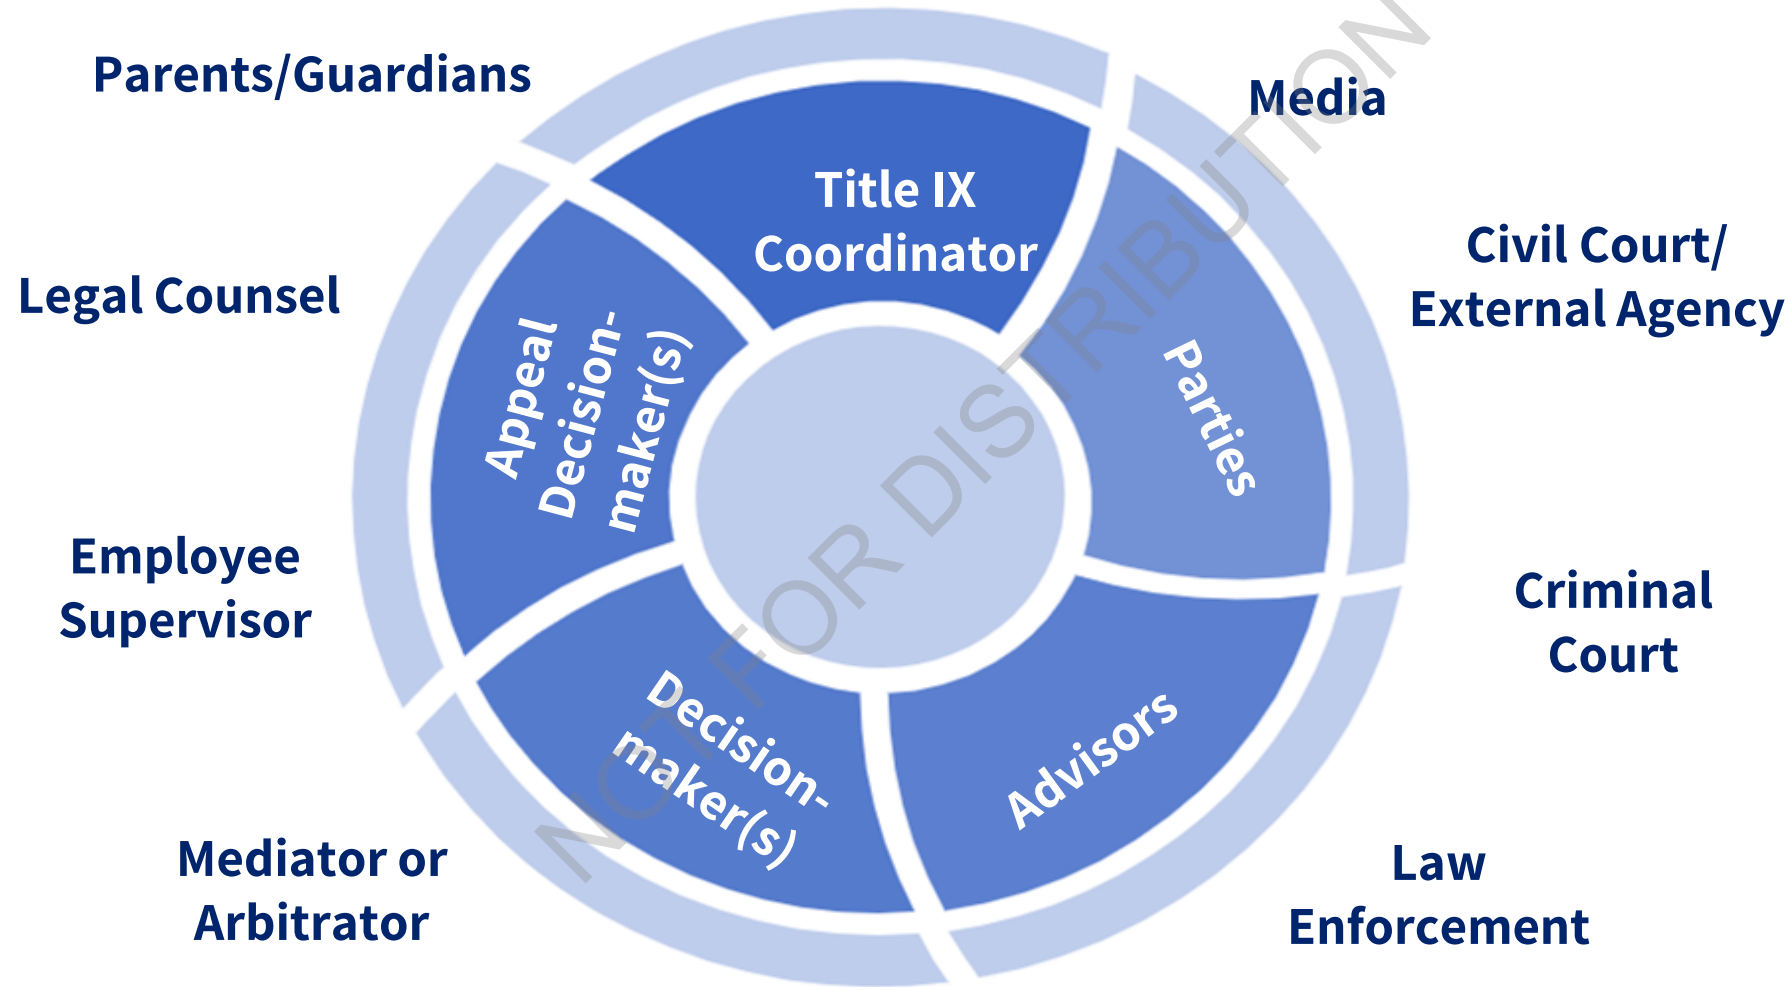 Parents/Guardians
Media
Title IX
Coordinator
Civil Court/
External Agency
Legal Counsel
Appeal
Decision-
maker(s)
Parties
Employee
Supervisor
Criminal
Court
Decision-
maker(s)
Advisors
Mediator or
Arbitrator
Law
Enforcement
NOT FOR DISTRIBUTION